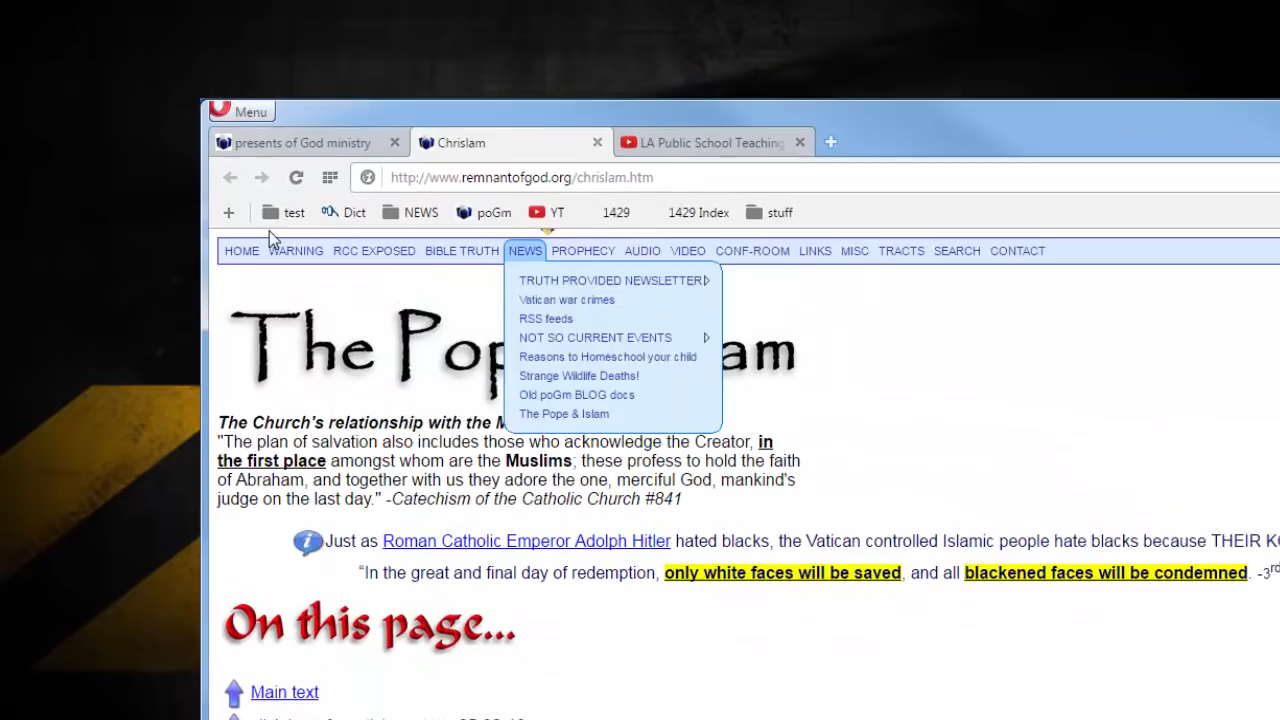 Menu
presents of God ministry
Chrislam
LA Public School Teaching
http://www.remnantofgod.org/chrislam.htm
test Dict NEWS poGm YT 1429 1429 Index stuff
HOME WARNING RCC EXPOSED BIBLE TRUTH NEWS PROPHECY AUDIO VIDEO CONF-ROOM LINKS MISC TRACTS SEARCH CONTACT
TRUTH PROVIDED NEWSLETTER
Vatican war crimes
RSS feeds
NOT SO CURRENT EVENTS
Reasons to Homeschool your child
Strange Wildlife Deaths!
Old poGm BLOG docs
The Pope & Islam
The Pop am
The Church's relationship with the M
"The plan of salvation also includes those who acknowledge the Creator, in
the first place amongst whom are the Muslims; these profess to hold the faith
of Abraham, and together with us they adore the one, merciful God, mankind's
judge on the last day." -Catechism of the Catholic Church #841
Just as Roman Catholic Emperor Adolph Hitler hated blacks, the Vatican controlled Islamic people hate blacks because THEIR
“In the great and final day of redemption, only white faces will be saved, and all blackened faces will be condemned. -3rd
On this page...
Main text